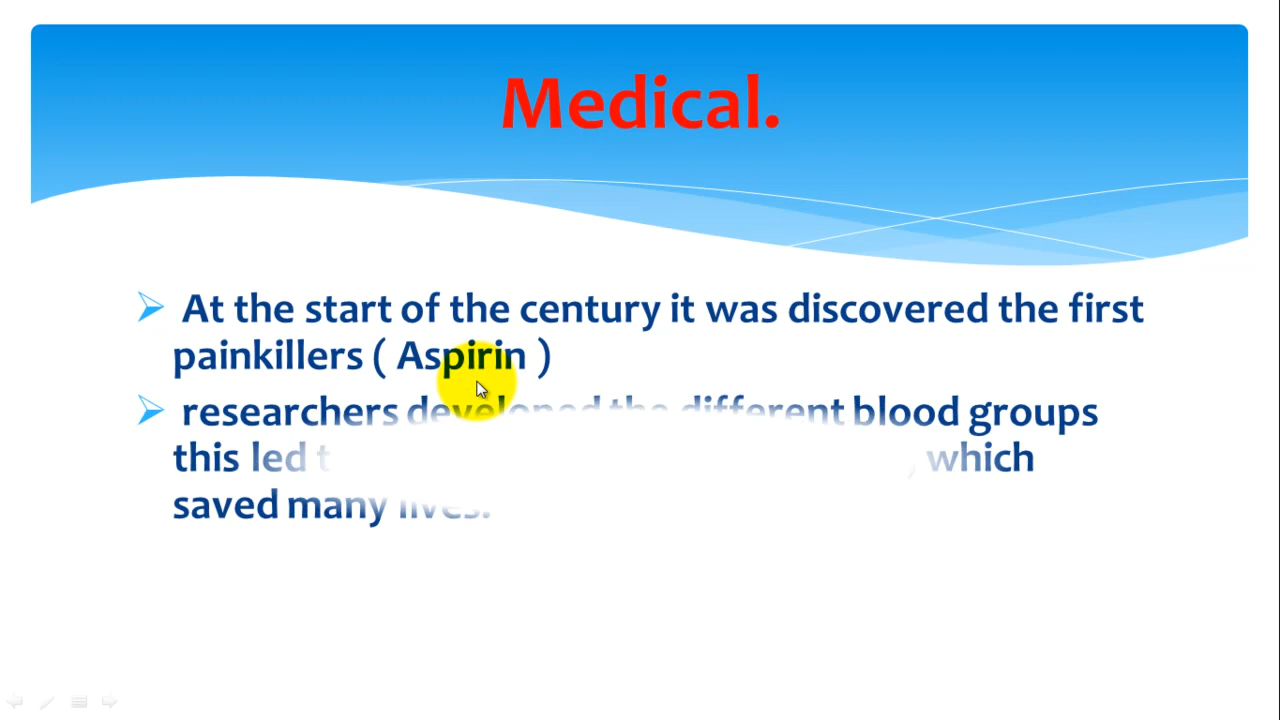 Medical.
At the start of the century it was discovered the first
painkillers ( Aspirin )
researchers developed the different blood groups
this led , which
saved many lives.